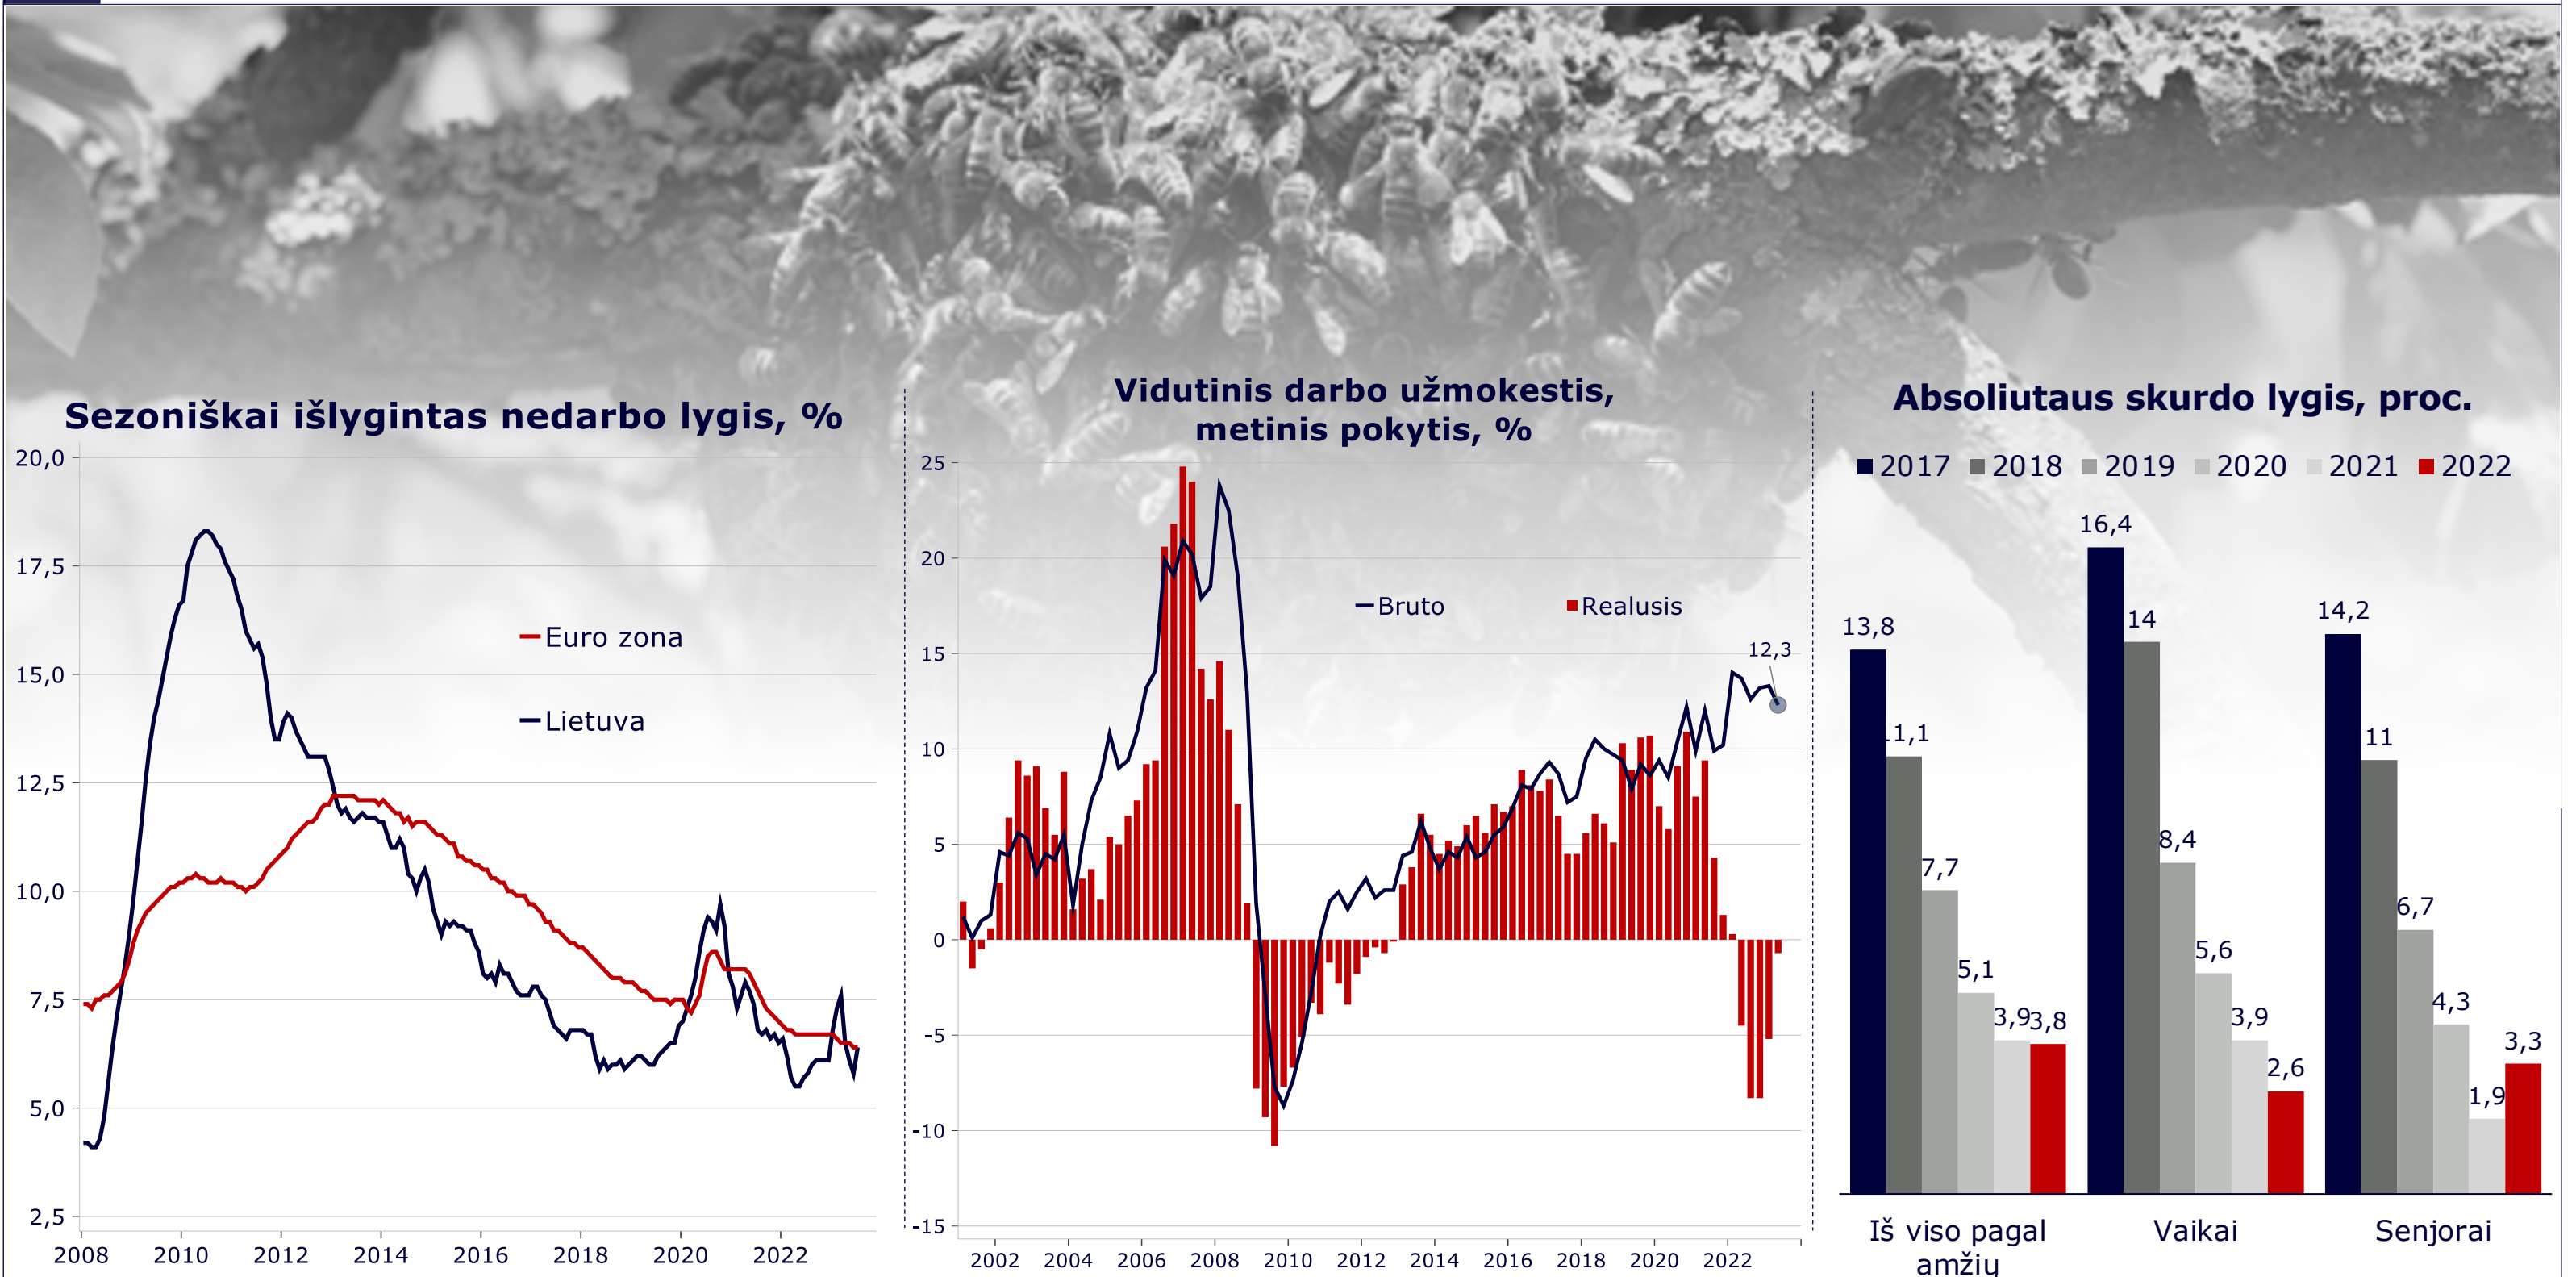 Sezoniškai išlygintas nedarbo lygis, %
20,0
17,5
15,0
12,5
10,0
7,5
5,0
2,5
Euro zona
Lietuva
2008 2010 2012 2014 2016 2018 2020 2022
Vidutinis darbo užmokestis,
metinis pokytis, %
25
20
15
10
5
0
-5
-10
-15
Bruto Realusis
12,3
2002 2004 2006 2008 2010 2012 2014 2016 2018 2020 2022
Absoliutaus skurdo lygis, proc.
2017 2018 2019 2020 2021 2022
13,8 11,1 7,7 5,1 3,9 3,8
16,4 14 8,4 5,6 3,9 2,6
14,2 11 6,7 4,3 1,9 3,3
Iš viso pagal
amžių
Vaikai
Senjorai